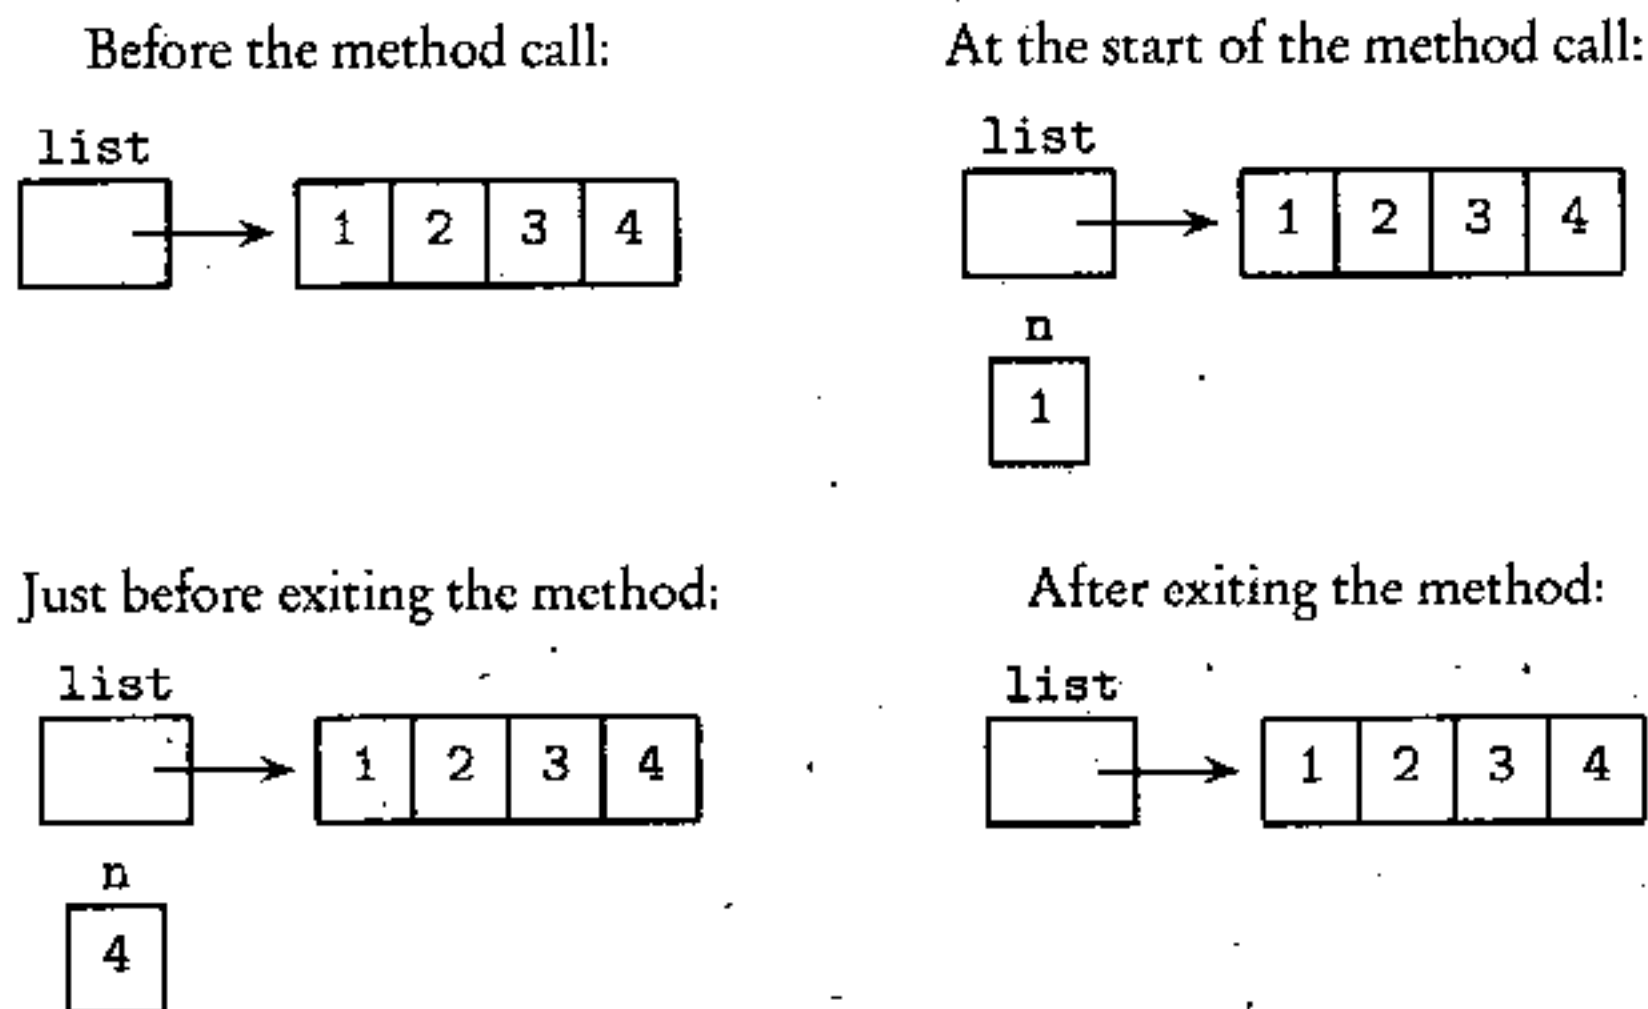 Before the method call:
list
1 2 3 4
At the start of the method call:
list
1 2 3 4
n
1
Just before exiting the method:
list
1 2 3 4
n
4
After exiting the method:
list
1 2 3 4